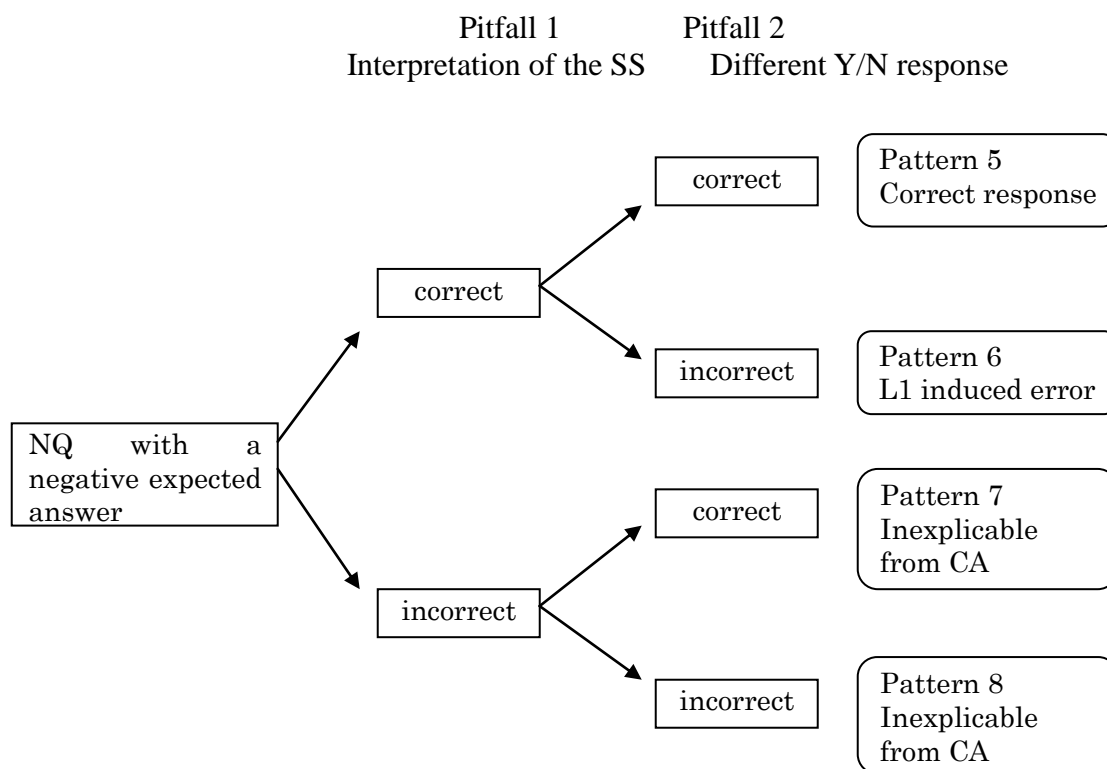 Pitfall 1 Pitfall 2
Interpretation of the SS Different Y/N response
correct
Pattern 5
Correct response
correct
incorrect
Pattern 6
L1 induced error
NQ with a
negative expected
answer
correct
Pattern 7
Inexplicable
from CA
incorrect
incorrect
Pattern 8
Inexplicable
from CA